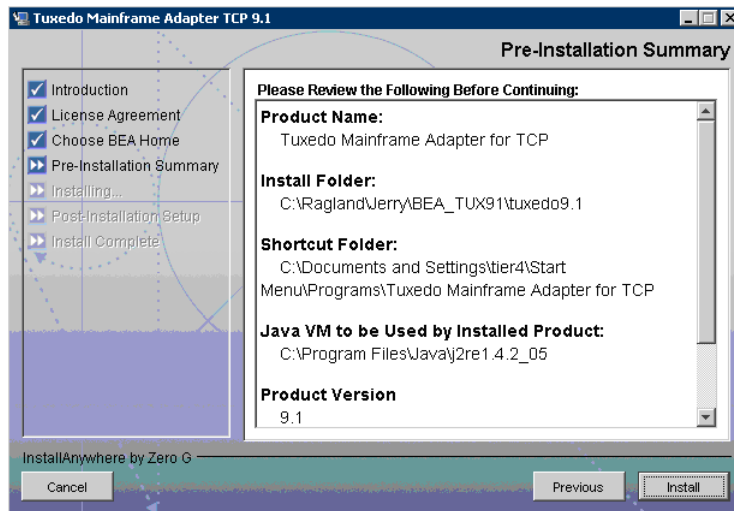 Tuxedo Mainframe Adapter TCP 9.1
Pre-Installation Summary
Introduction
License Agreement
Choose BEA Home
Pre-Installation Summary
Installing...
Post-Installation Setup
Install Complete
Please Review the Following Before Continuing:
Product Name:
Tuxedo Mainframe Adapter for TCP
Install Folder:
C:\Ragland\Jerry\BEA_TUX91\tuxedo9.1
Shortcut Folder:
C:\Documents and Settings\tier4\Start
Menu\Programs\Tuxedo Mainframe Adapter for TCP
Java VM to be Used by Installed Product:
C:\Program Files\Java\j2re1.4.2_05
Product Version
9.1
InstallAnywhere by Zero G
Cancel
Previous
Install